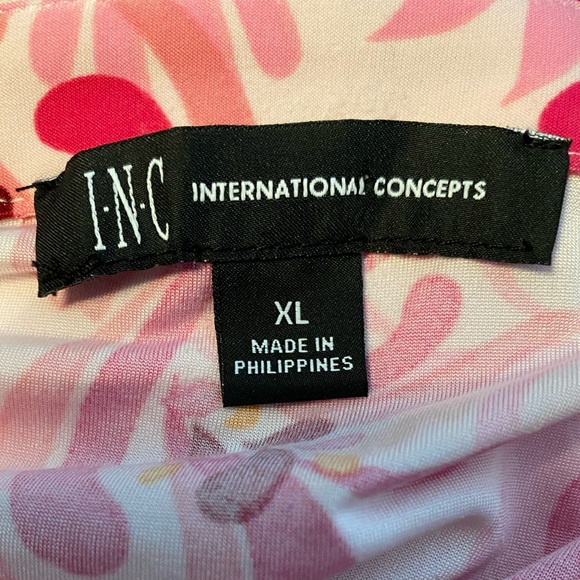 I·N·C INTERNATIONAL CONCEPTS
XL
MADE IN
PHILIPPINES